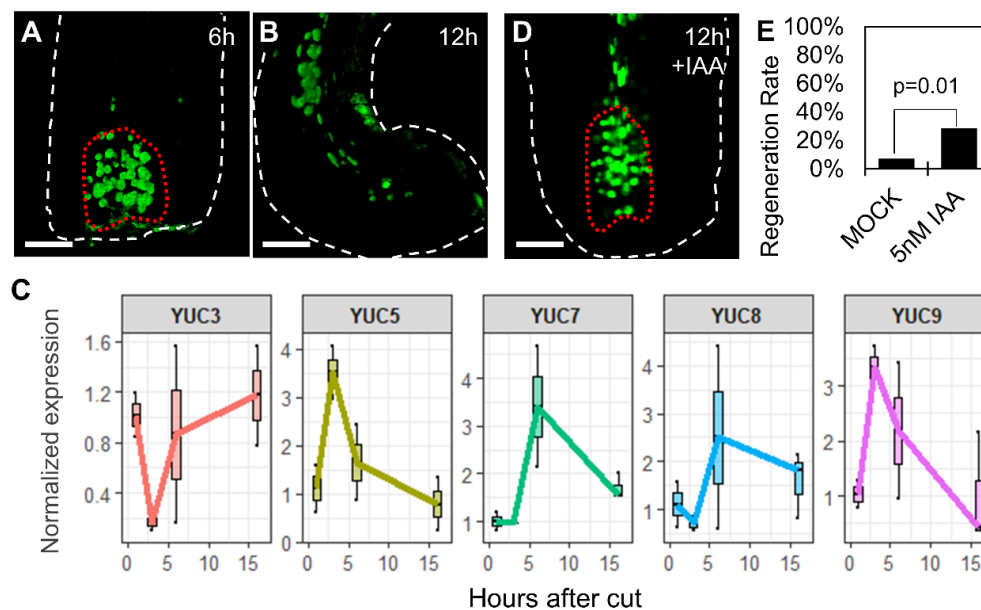 A
6h
B
12h
D
12h
+IAA
E
Regeneration Rate
100%
80%
60%
40%
20%
0%
p=0.01
MOCK
5nM IAA
C
Normalized expression
YUC3
1.6
1.2
0.8
0.4
0 5 10 15
YUC5
4
3
2
1
0
0 5 10 15
YUC7
4
3
2
1
0 5 10 15
YUC8
4
3
2
1
0 5 10 15
YUC9
3
2
1
0 5 10 15
Hours after cut